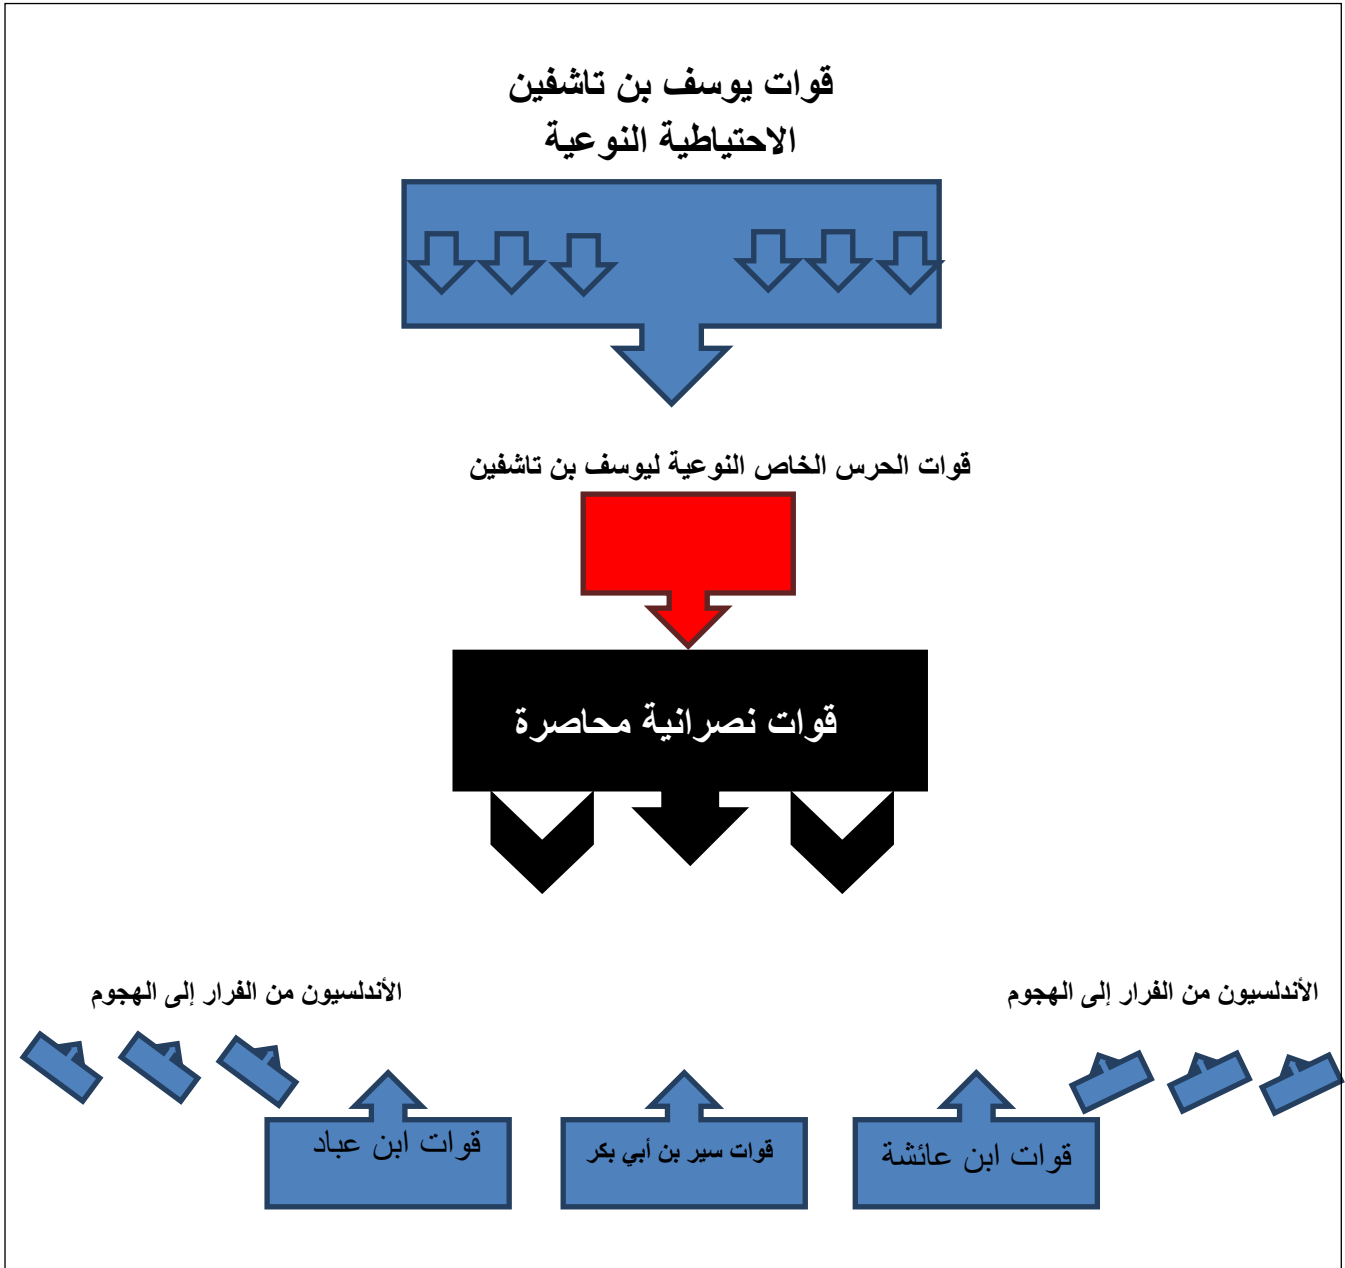 قوات يوسف بن تاشفين
الاحتياطية النوعية
قوات الحرس الخاص النوعية ليوسف بن تاشفين
قوات نصرانية محاصرة
الأندلسيون من الفرار إلى الهجوم
الأندلسيون من الفرار إلى الهجوم
قوات ابن عائشة
قوات سير بن أبي بكر
قوات ابن عباد